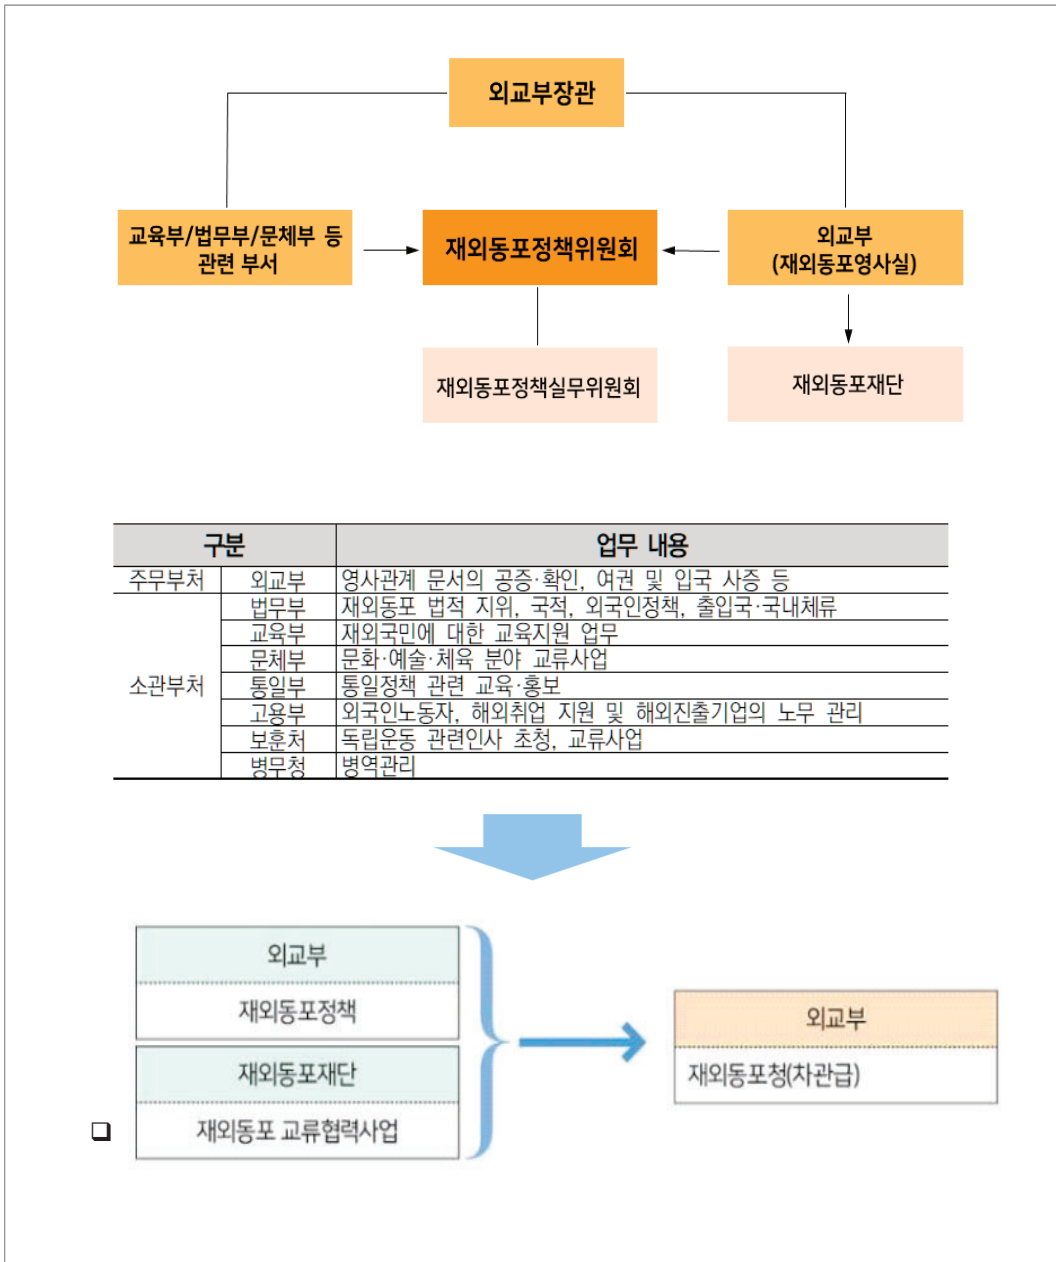 외교부장관
교육부/법무부/문체부 등
관련 부서
재외동포정책위원회
외교부
(재외동포영사실)
재외동포정책실무위원회
재외동포재단
구분 업무 내용
주무부처 외교부 영사관계 문서의 공증·확인, 여권 및 입국 사증 등
소관부처 법무부 재외동포 법적 지위, 국적, 외국인정책, 출입국·국내체류
교육부 재외국민에 대한 교육지원 업무
문체부 문화·예술·체육 분야 교류사업
통일부 통일정책 관련 교육·홍보
고용부 외국인노동자, 해외취업 지원 및 해외진출기업의 노무 관리
보훈처 독립운동 관련인사 초청, 교류사업
병무청 병역관리
외교부
재외동포정책
재외동포재단
재외동포 교류협력사업
외교부
재외동포청(차관급)